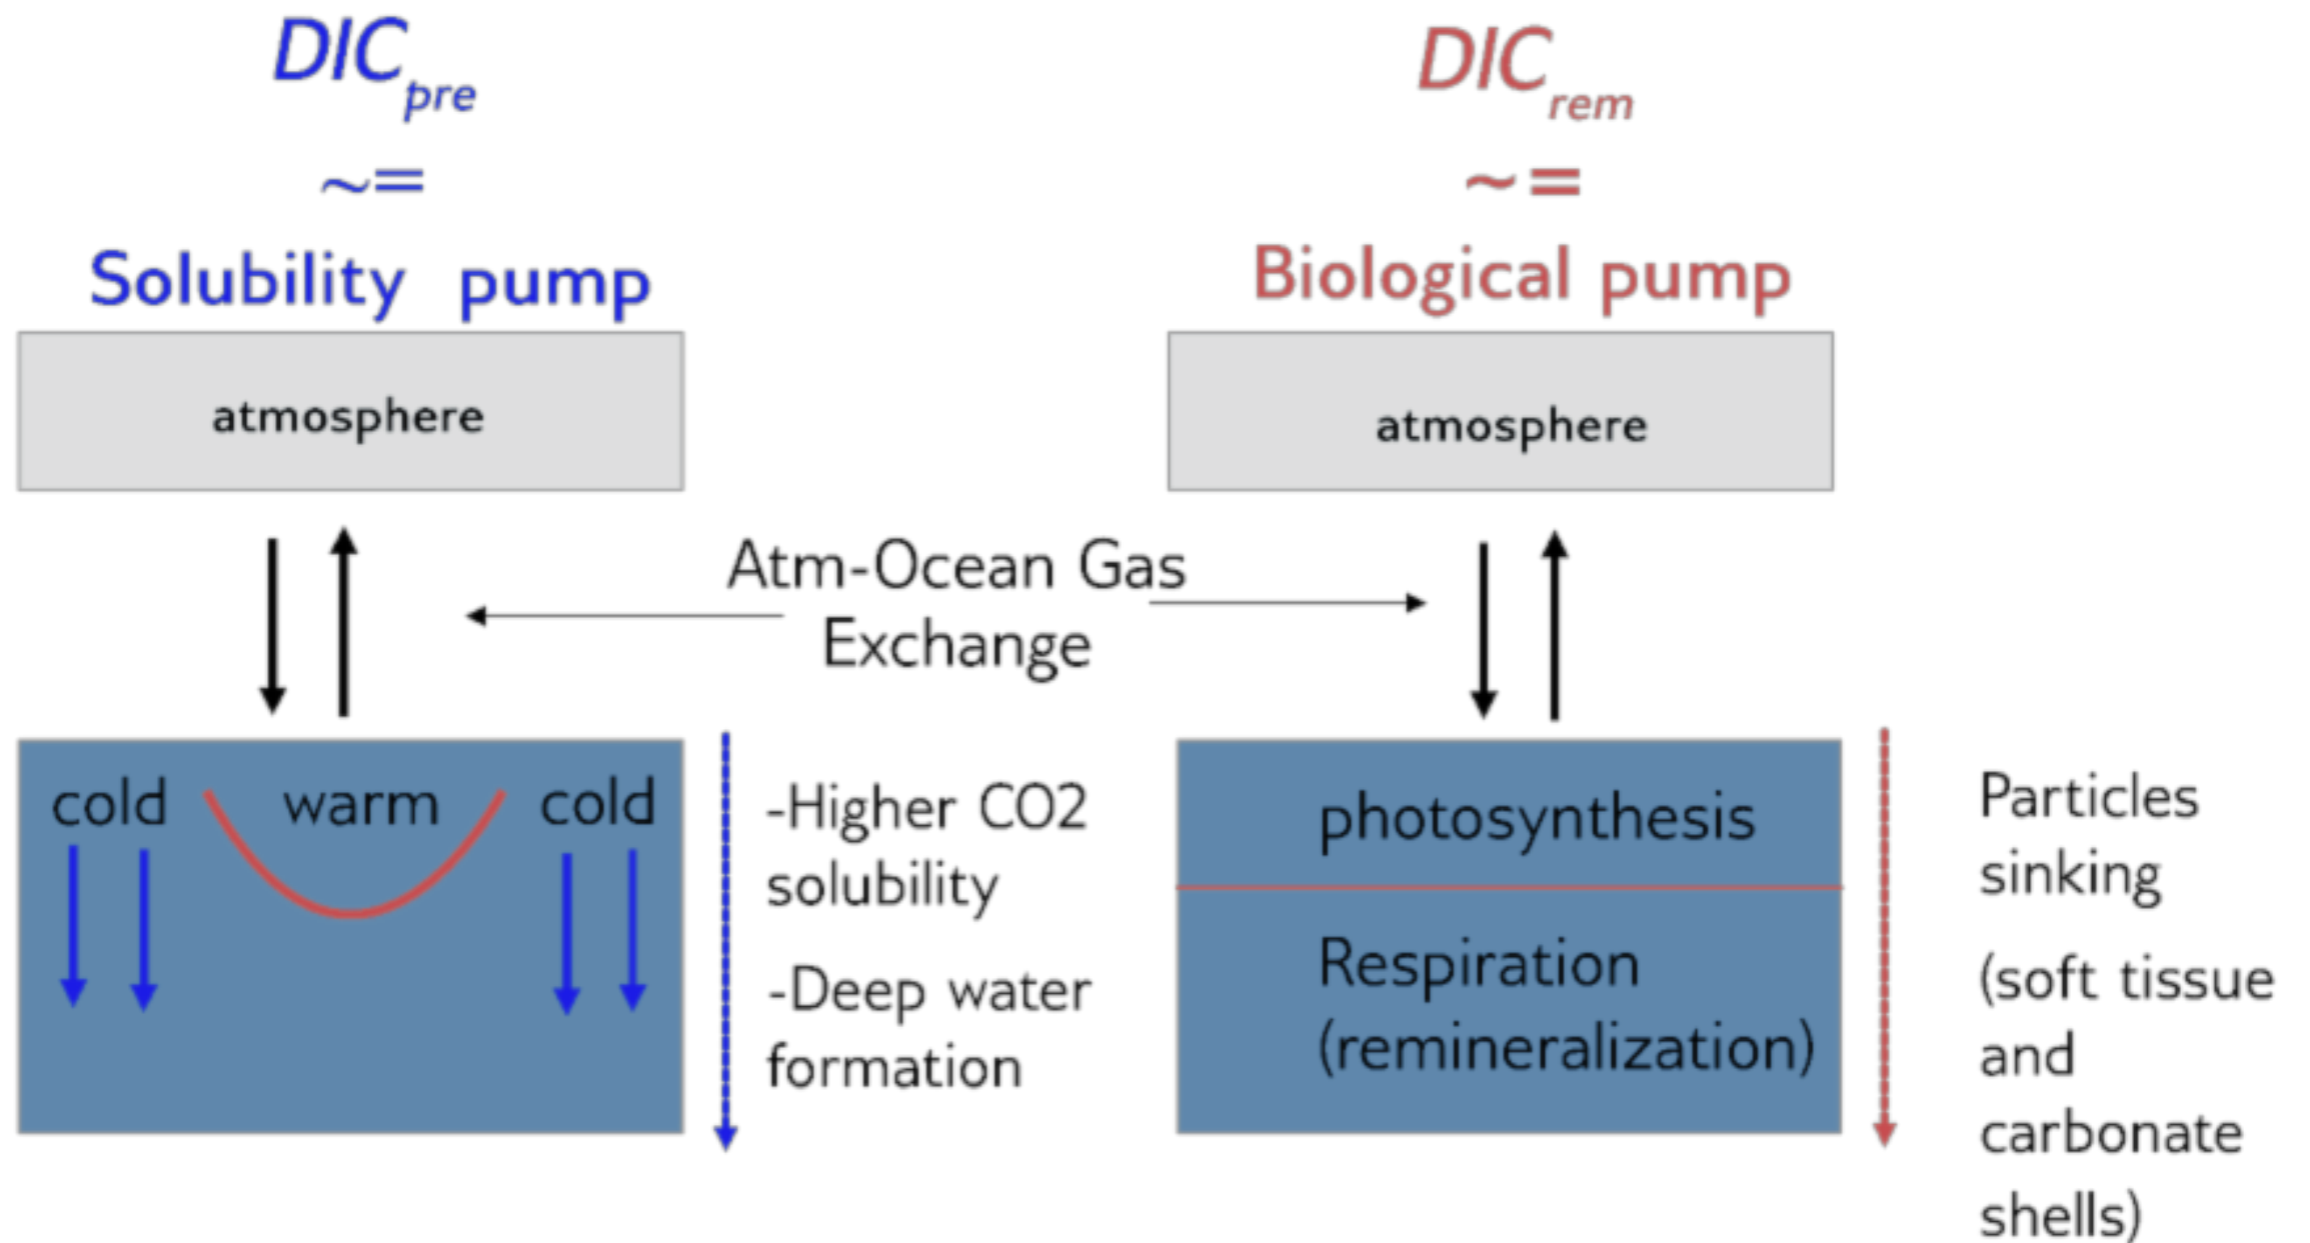 DICpre
~=
Solubility pump
atmosphere
cold warm cold
-Higher CO2
solubility
-Deep water
formation
Atm-Ocean Gas
Exchange
DICrem
~=
Biological pump
atmosphere
photosynthesis
Respiration
(remineralization)
Particles
sinking
(soft tissue
and
carbonate
shells)